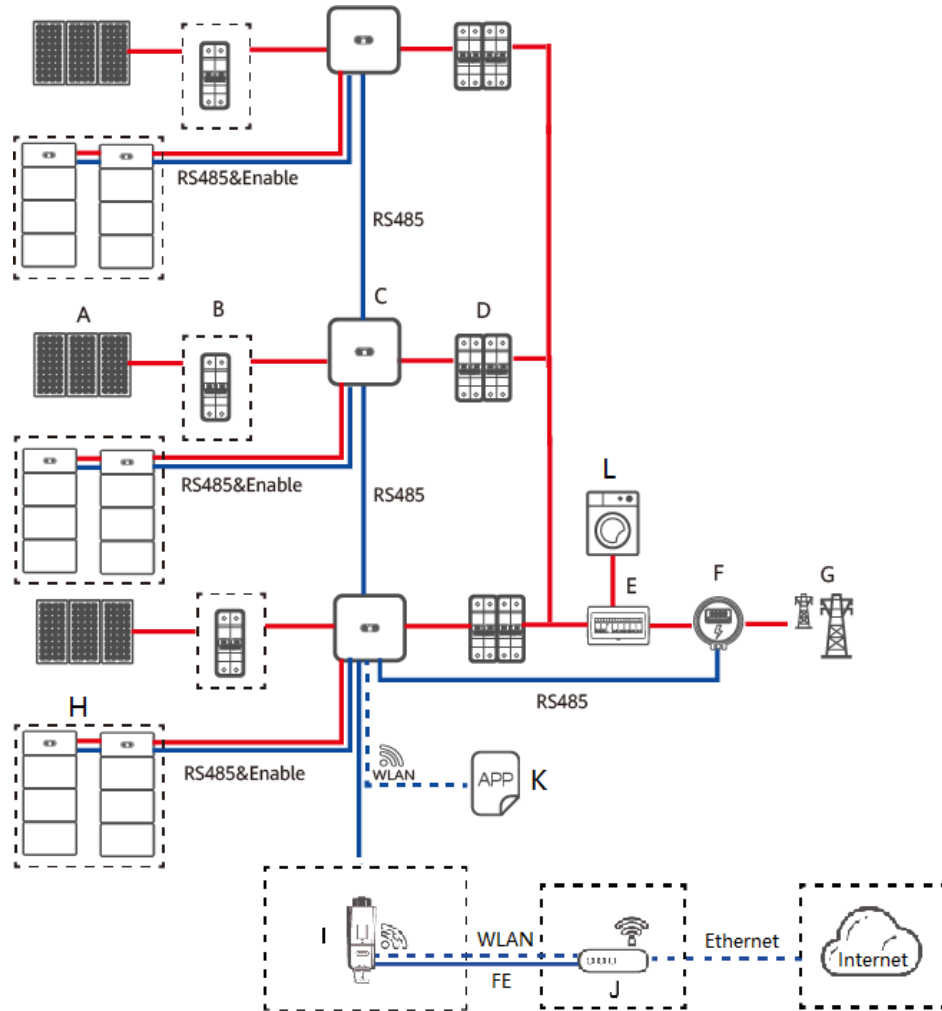 RS485&Enable
RS485
A
B
C
D
RS485&Enable
RS485
L
E
F
G
H
RS485
RS485&Enable
WLAN
APP
K
I
WLAN
FE
J
Ethernet
Internet